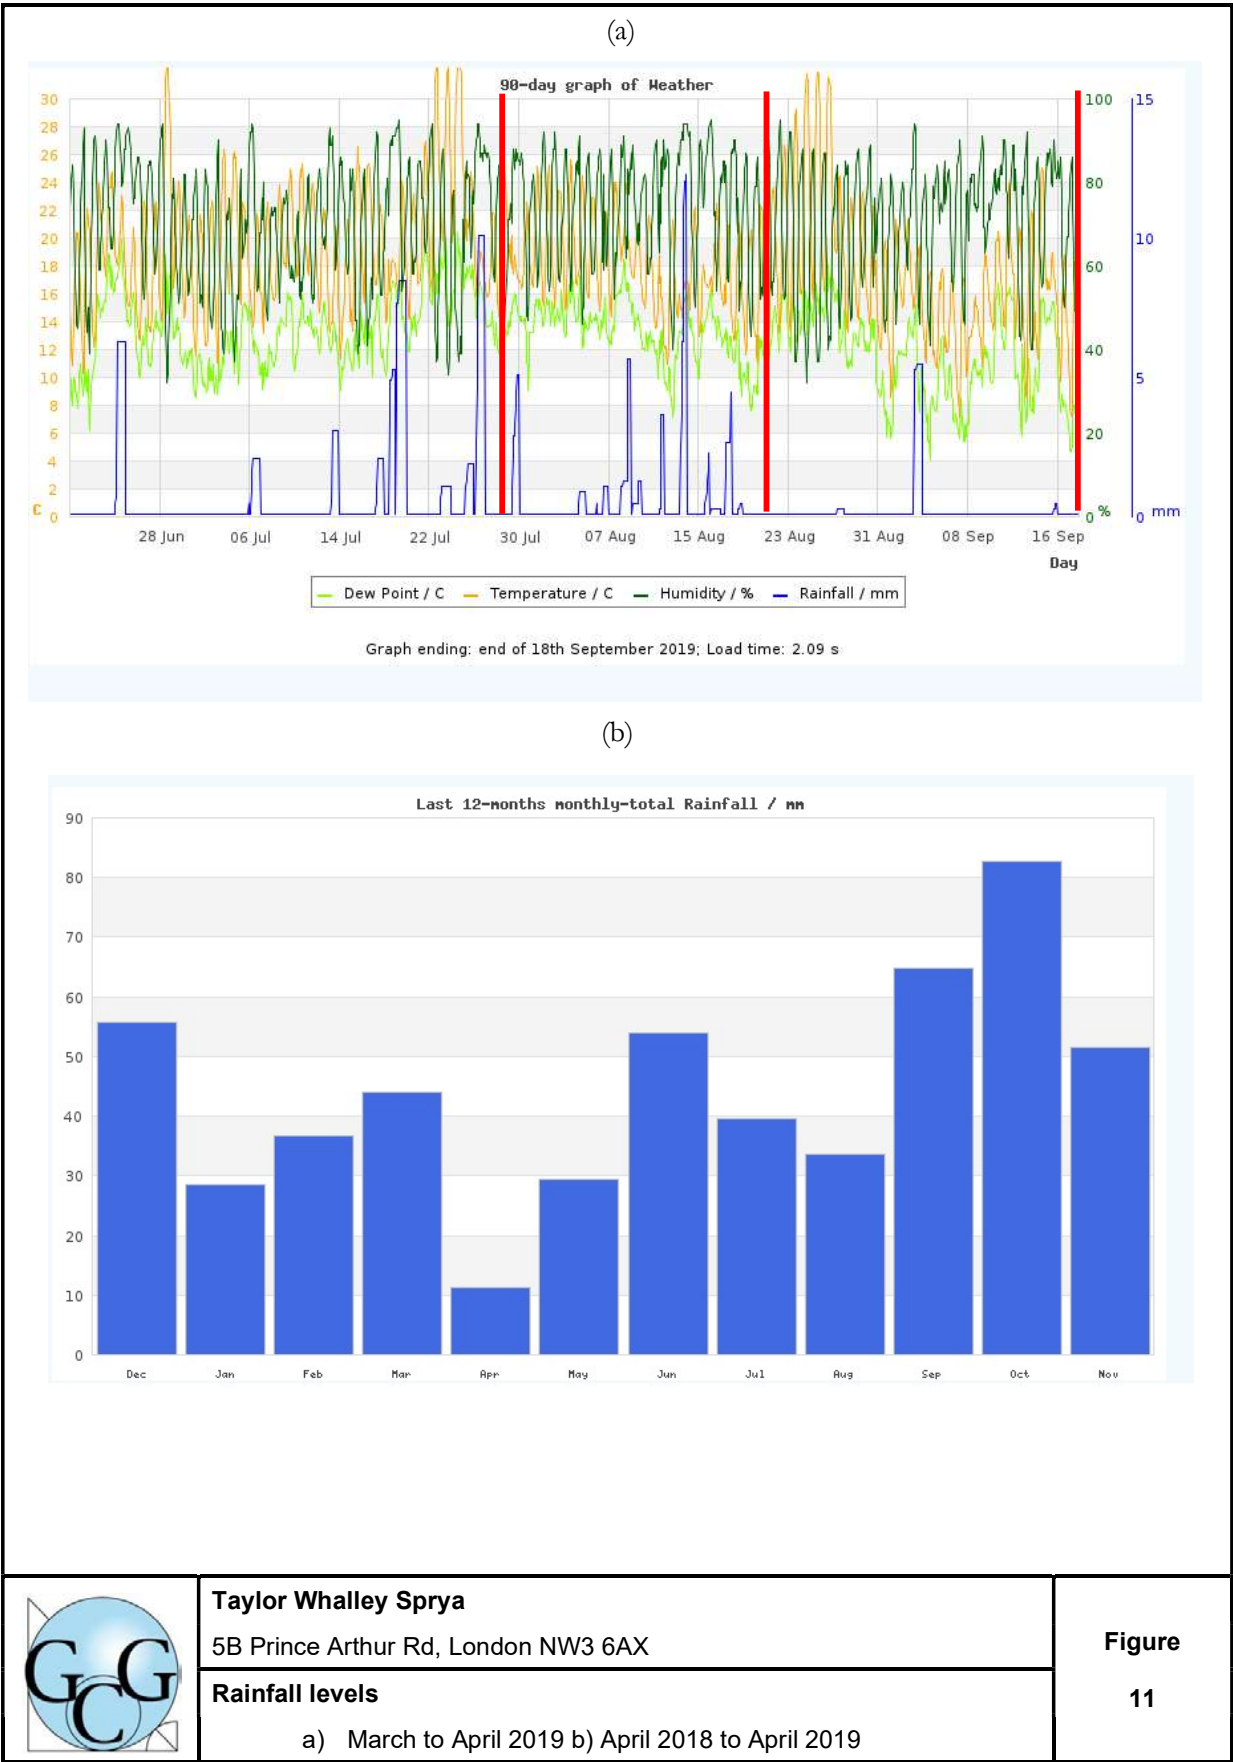 (a)
90-day graph of Weather
30
28
26
24
22
20
18
16
14
12
10
8
6
4
2
0
C
100
80
60
40
20
0 %
15
10
5
0 mm
28 Jun 06 Jul 14 Jul 22 Jul 30 Jul 07 Aug 15 Aug 23 Aug 31 Aug 08 Sep 16 Sep
Day
Dew Point / C Temperature / C Humidity / % Rainfall / mm
Graph ending: end of 18th September 2019; Load time: 2.09 s
(b)
Last 12-months monthly-total Rainfall / mm
90
80
70
60
50
40
30
20
10
0
Dec Jan Feb Mar Apr May Jun Jul Aug Sep Oct Nov
GCG
Taylor Whalley Sprya
5B Prince Arthur Rd, London NW3 6AX
Rainfall levels
a) March to April 2019 b) April 2018 to April 2019
Figure
11